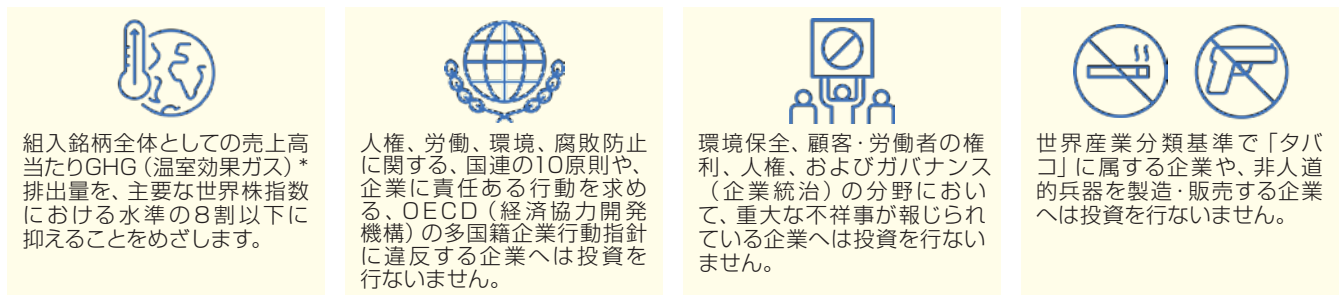 組入銘柄全体としての売上高
当たりGHG（温室効果ガス）*
排出量を、主要な世界株指数
における水準の8割以下に
抑えることをめざします。
人権、労働、環境、腐敗防止
に関する、国連の10原則や、
企業に責任ある行動を求め
る、OECD（経済協力開発
機構）の多国籍企業行動指針
に違反する企業へは投資を
行ないません。
環境保全、顧客・労働者の権
利、人権、およびガバナンス
（企業統治）の分野におい
て、重大な不祥事が報じられ
ている企業へは投資を行ない
ません。
世界産業分類基準で「タバ
コ」に属する企業や、非人道
的兵器を製造・販売する企業
へは投資を行ないません。